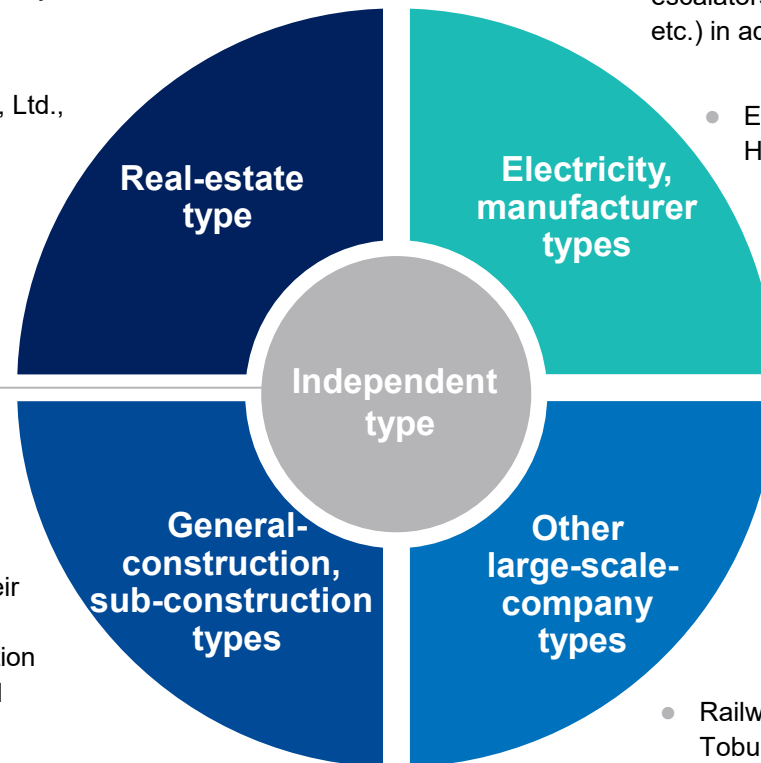 etc.) in ac
, Ltd.,
E
H
Real-estate
type
Electricity,
manufacturer
types
Independent
type
General-
construction,
sub-construction
types
Other
large-scale-
company
types
eir
tion
Railw
Tobu